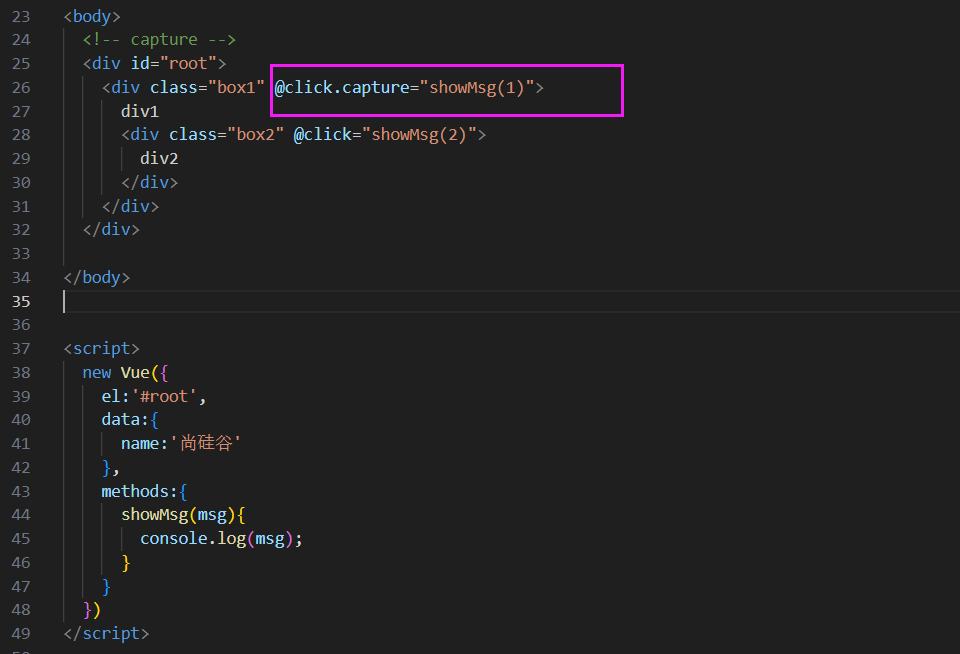 23 <body>
24 <!-- capture -->
25 <div id="root">
26 <div class="box1" @click.capture="showMsg(1)">
27 div1
28 <div class="box2" @click="showMsg(2)">
29 div2
30 </div>
31 </div>
32 </div>
33
34 </body>
35
36
37 <script>
38 new Vue({
39 el:'#root',
40 data:{
41 name:'尚硅谷'
42 },
43 methods:{
44 showMsg(msg){
45 console.log(msg);
46 }
47 }
48 })
49 </script>